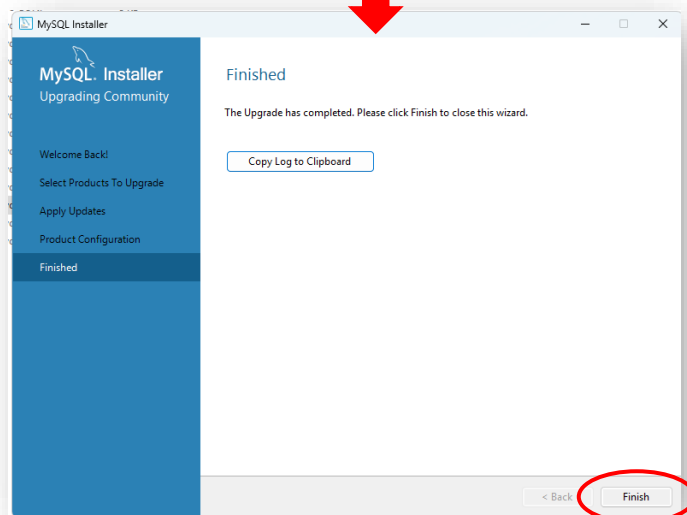 MySQL Installer
MySQL. Installer
Upgrading Community
Welcome Back!
Select Products To Upgrade
Apply Updates
Product Configuration
Finished
Finished
The Upgrade has completed. Please click Finish to close this wizard.
Copy Log to Clipboard
< Back
Finish